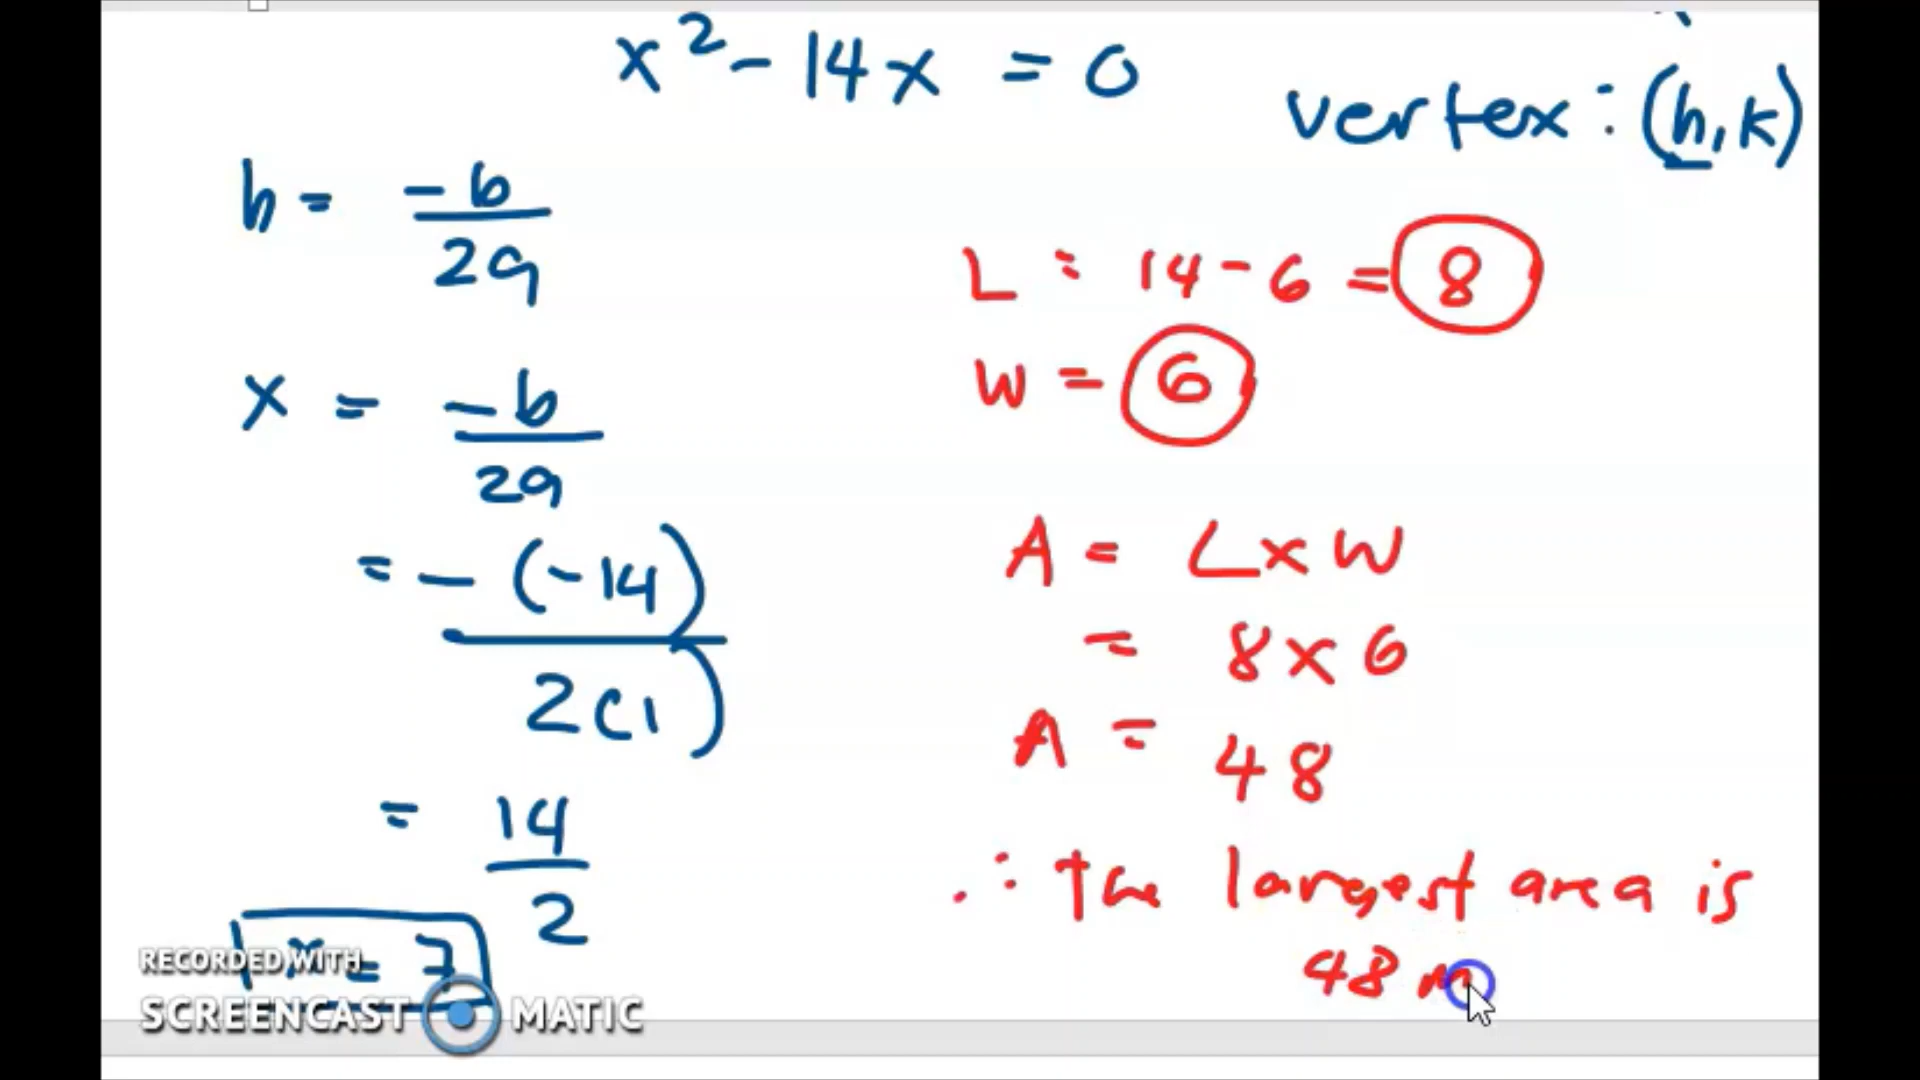 x² - 14x = 0
vertex : (h, k)
h = -b
2a
x = -b
2a
= -(-14)
2(1)
= 14
2
x = 7
L = 14 - 6 = 8
W = 6
A = L x W
= 8 x 6
A = 48
∴ The largest area is
48 m
RECORDED WITH
SCREENCAST MATIC